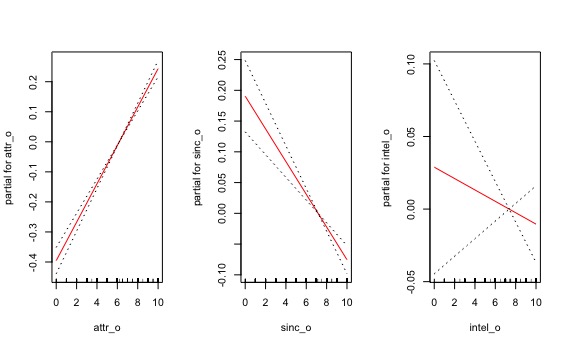 partial for attr_o
0.2
0.1
0.0
-0.1
-0.2
-0.3
-0.4
0 2 4 6 8 10
attr_o
partial for sinc_o
0.25
0.20
0.15
0.10
0.05
0.00
-0.10
0 2 4 6 8 10
sinc_o
partial for intel_o
0.10
0.05
0.00
-0.05
0 2 4 6 8 10
intel_o